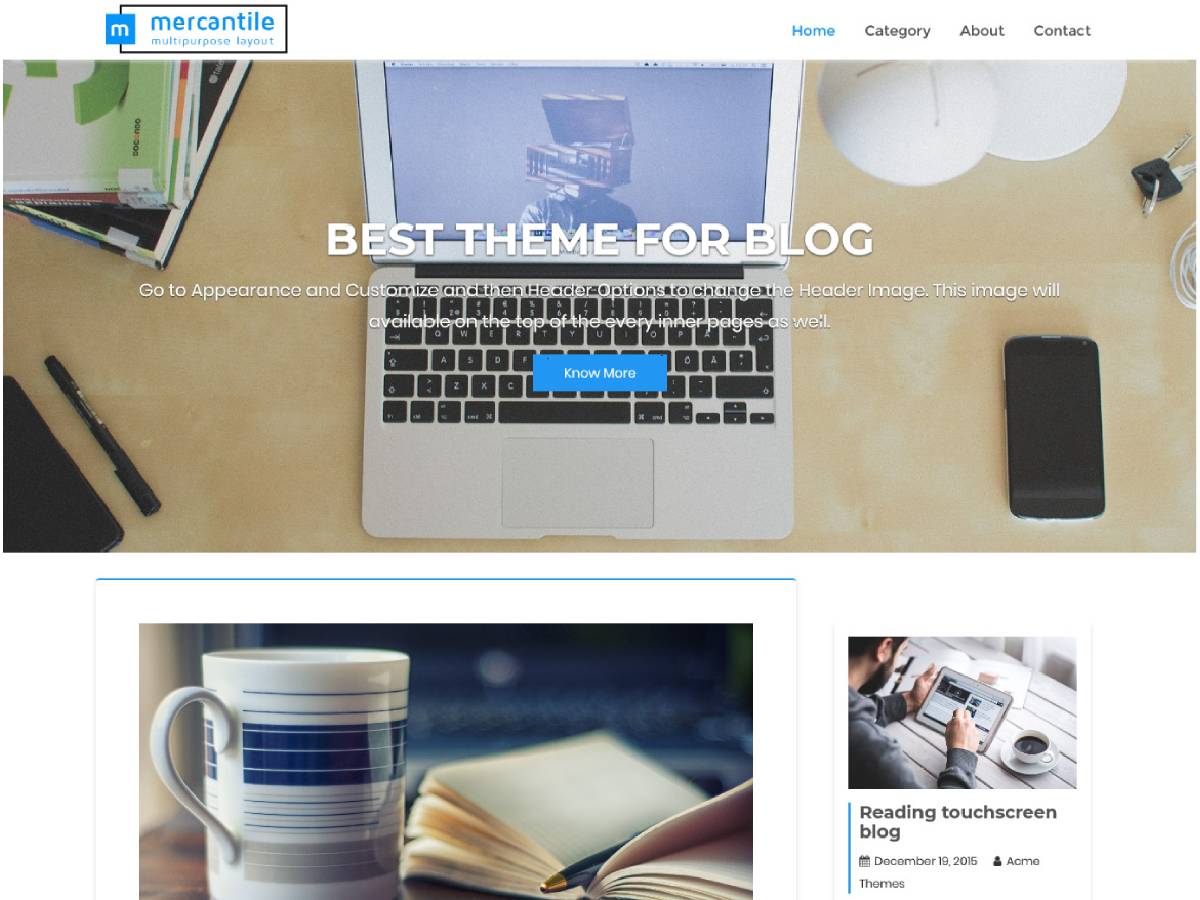 m mercantile
multipurpose layout
Home Category About Contact
DOCENDO
explained
BEST THEME FOR BLOG
Go to Appearance and Customize and then Header Options to change the Header Image. This image will
available on the top of the every inner pages as well.
Know More
Reading touchscreen
blog
December 19, 2015 Acme
Themes